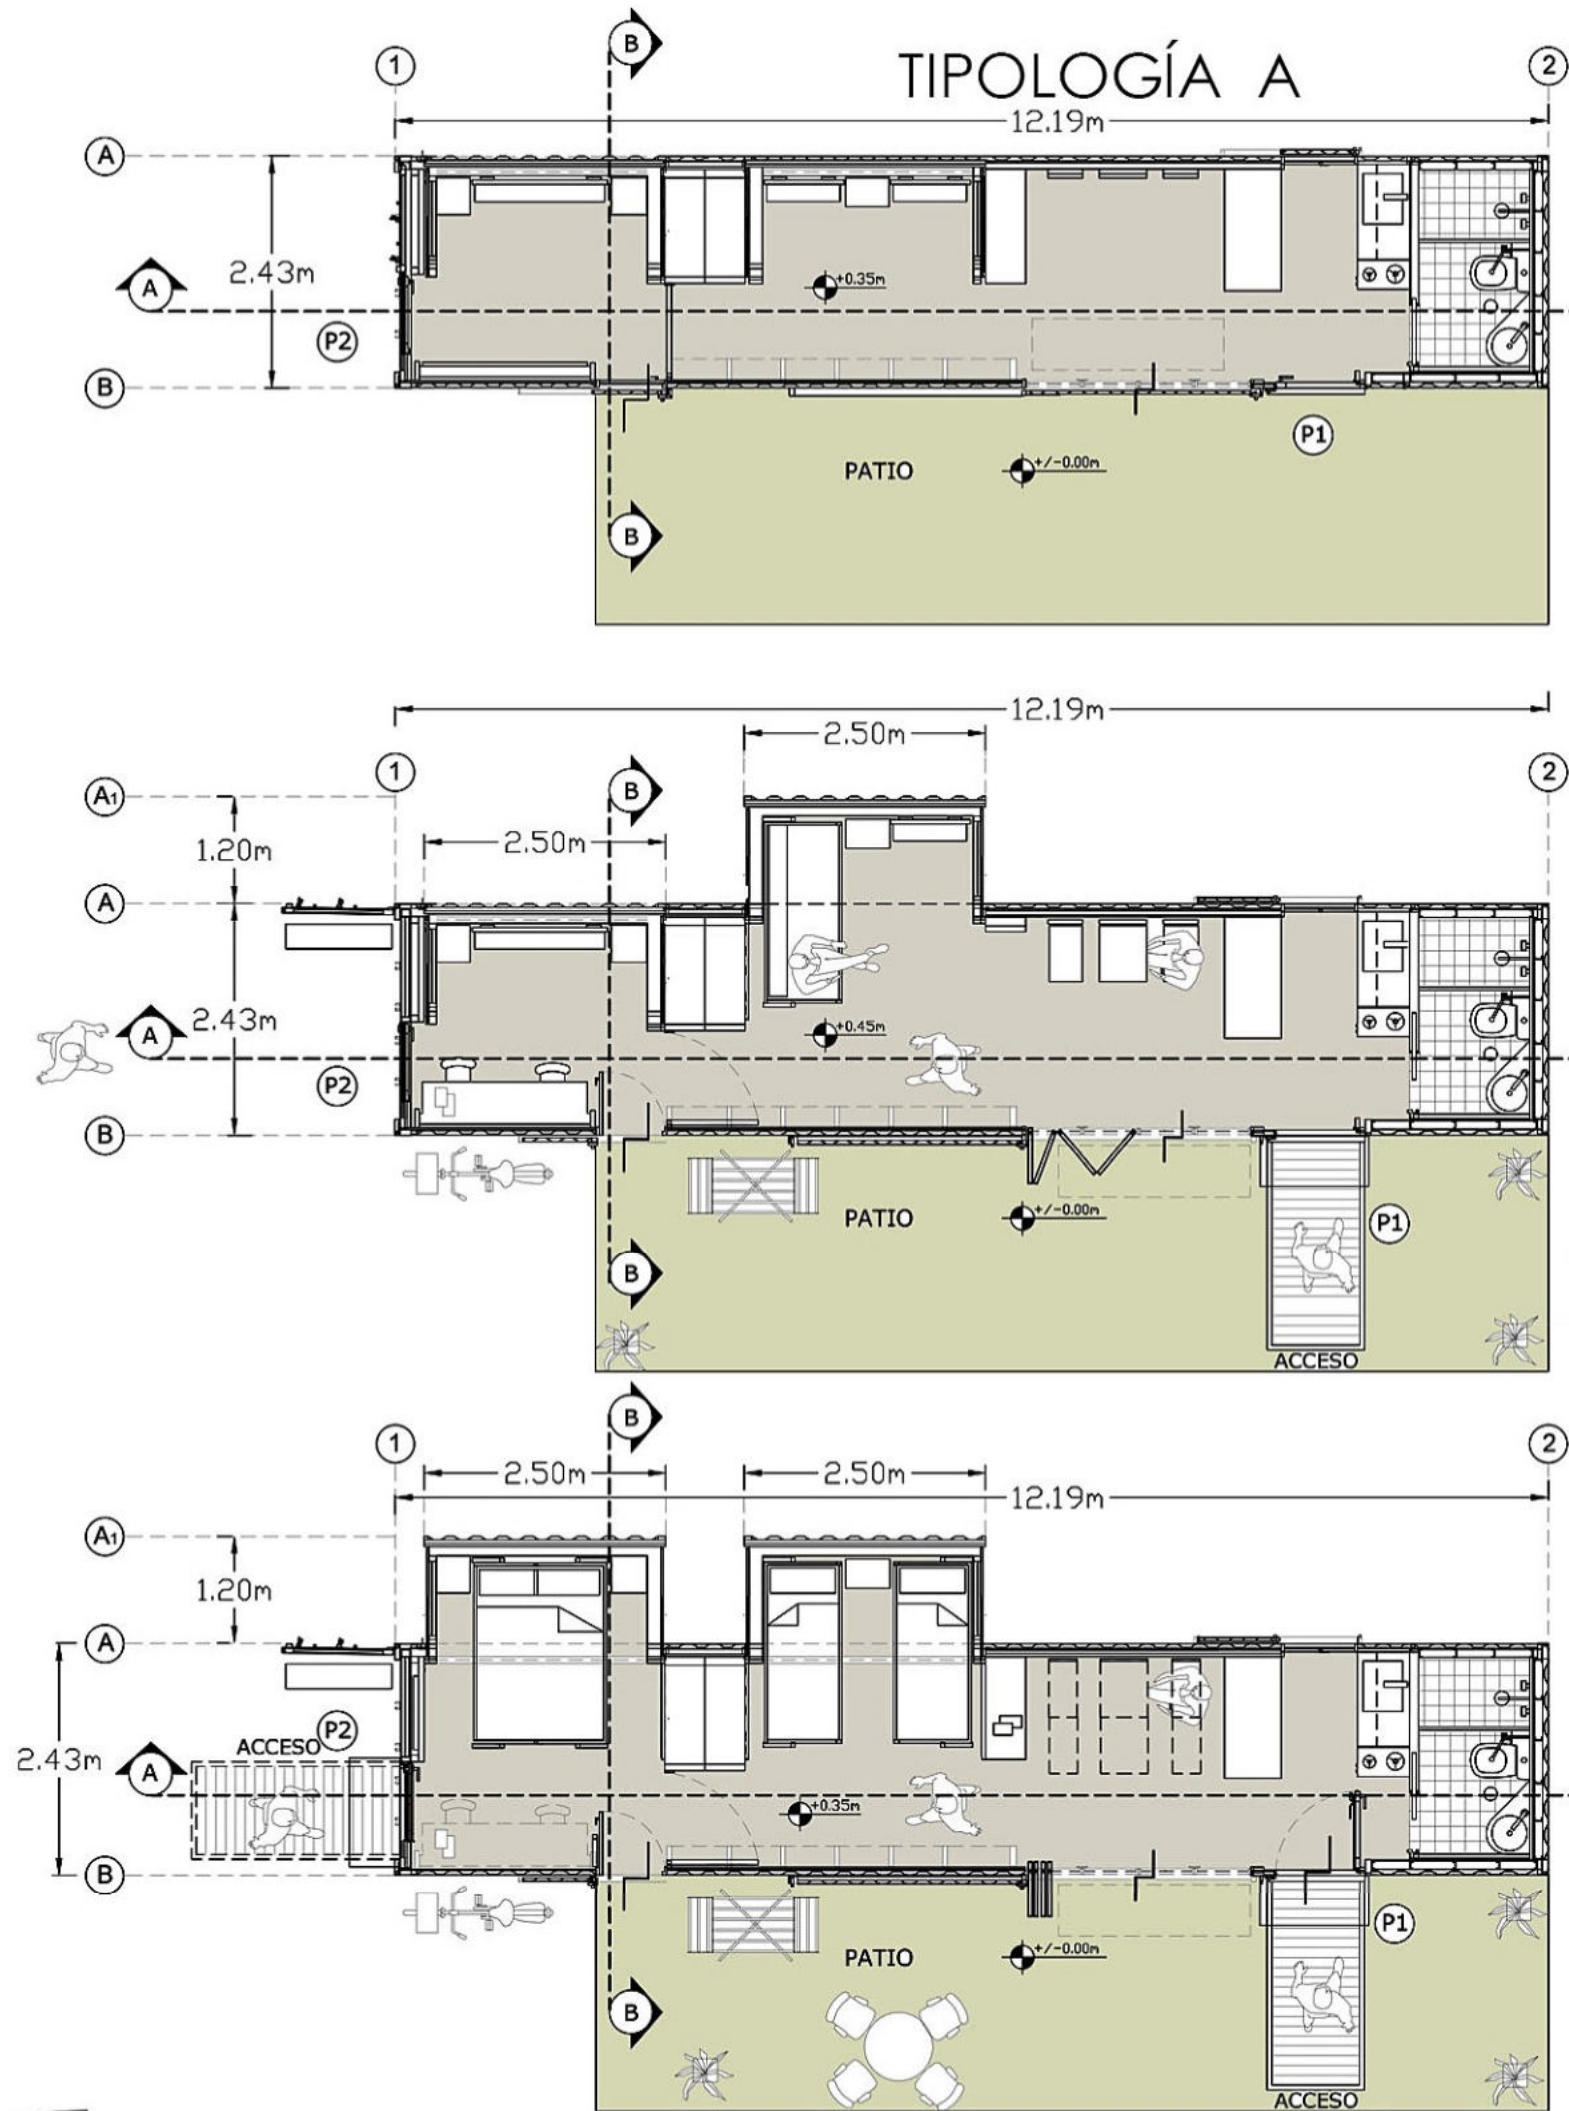 B
1
TIPOLOGÍA A
2
12.19m
A
2.43m
A
+0.35m
P2
B
P1
PATIO
+/-0.00m
B
12.19m
2.50m
1
B
2
A1
1.20m
2.50m
A
2.43m
A
+0.45m
P2
B
PATIO
+/-0.00m
P1
B
ACCESO
B
1
2
2.50m
2.50m
12.19m
A1
1.20m
A
P2
ACCESO
2.43m
A
+0.35m
B
P1
PATIO
+/-0.00m
B
ACCESO